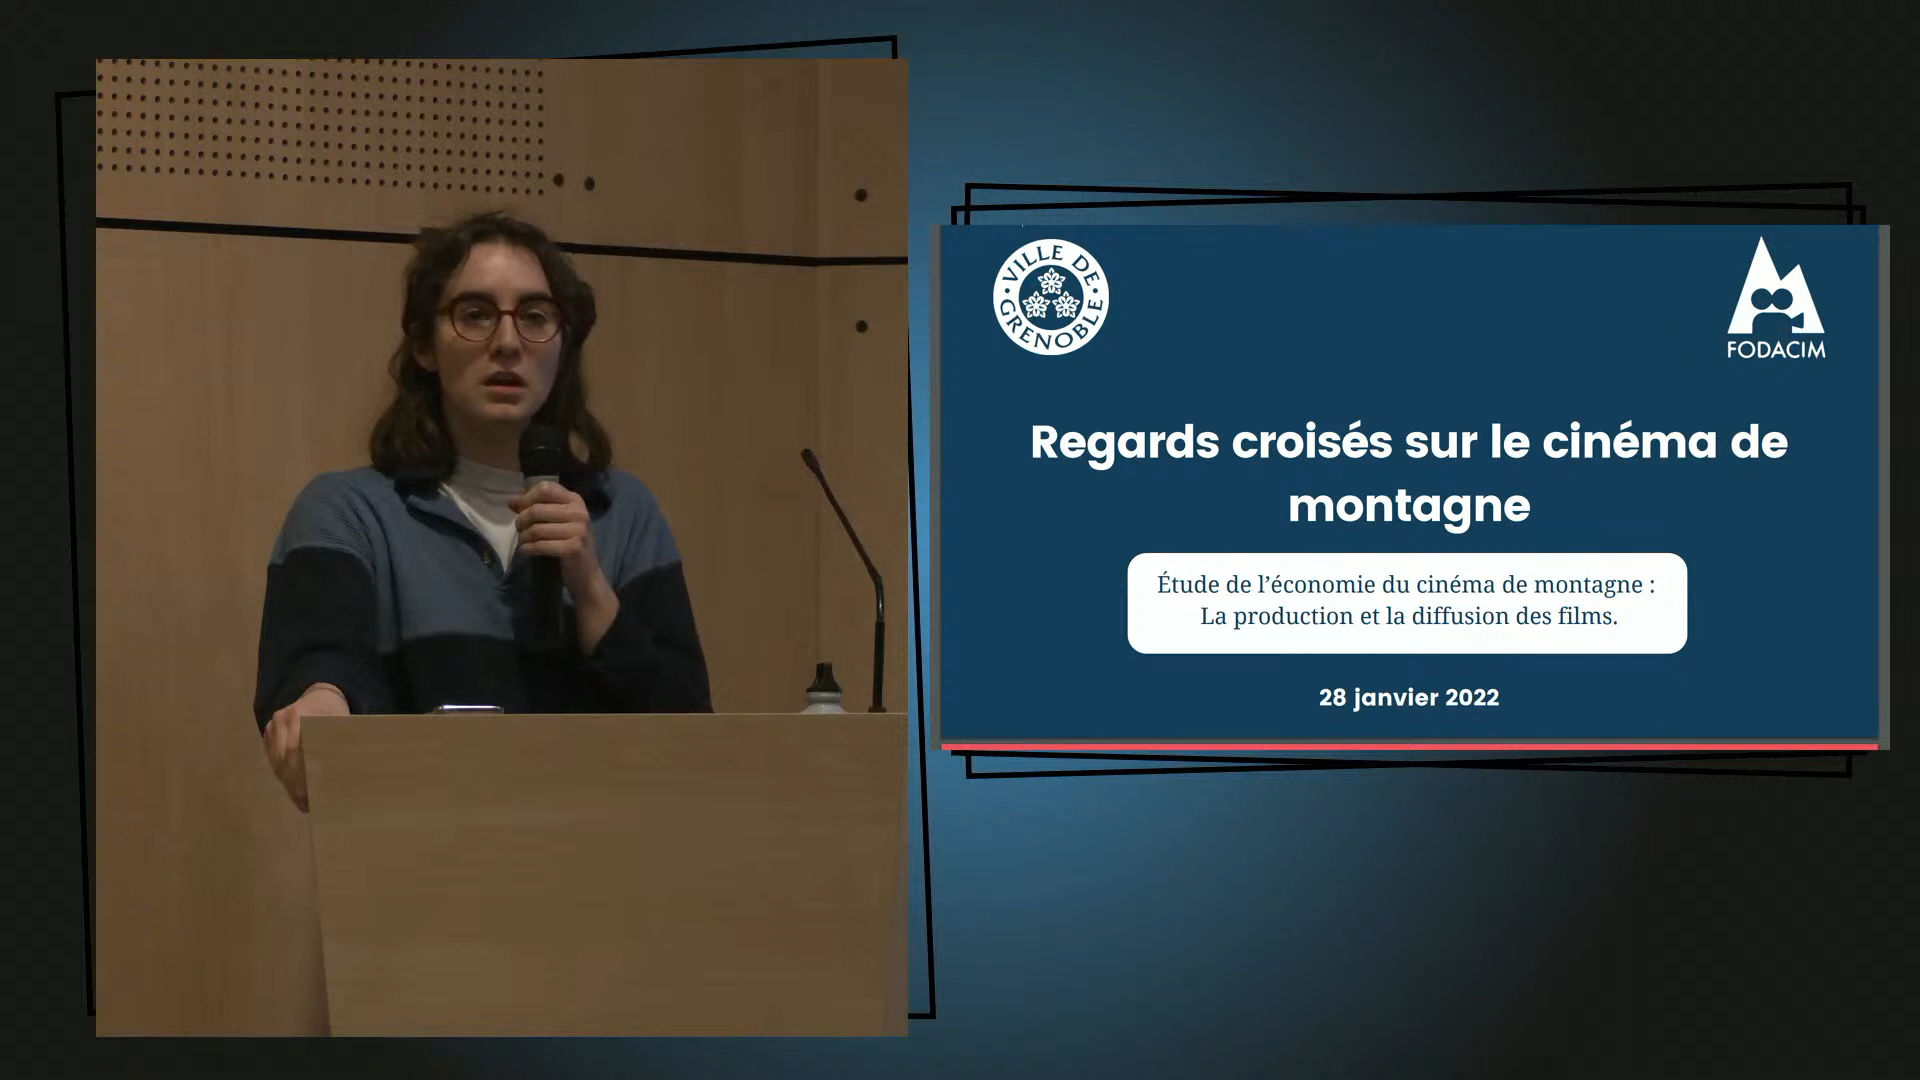 VILLE DE GRENOBLE
FODACIM
Regards croisés sur le cinéma de
montagne
Étude de l’économie du cinéma de montagne :
La production et la diffusion des films.
28 janvier 2022